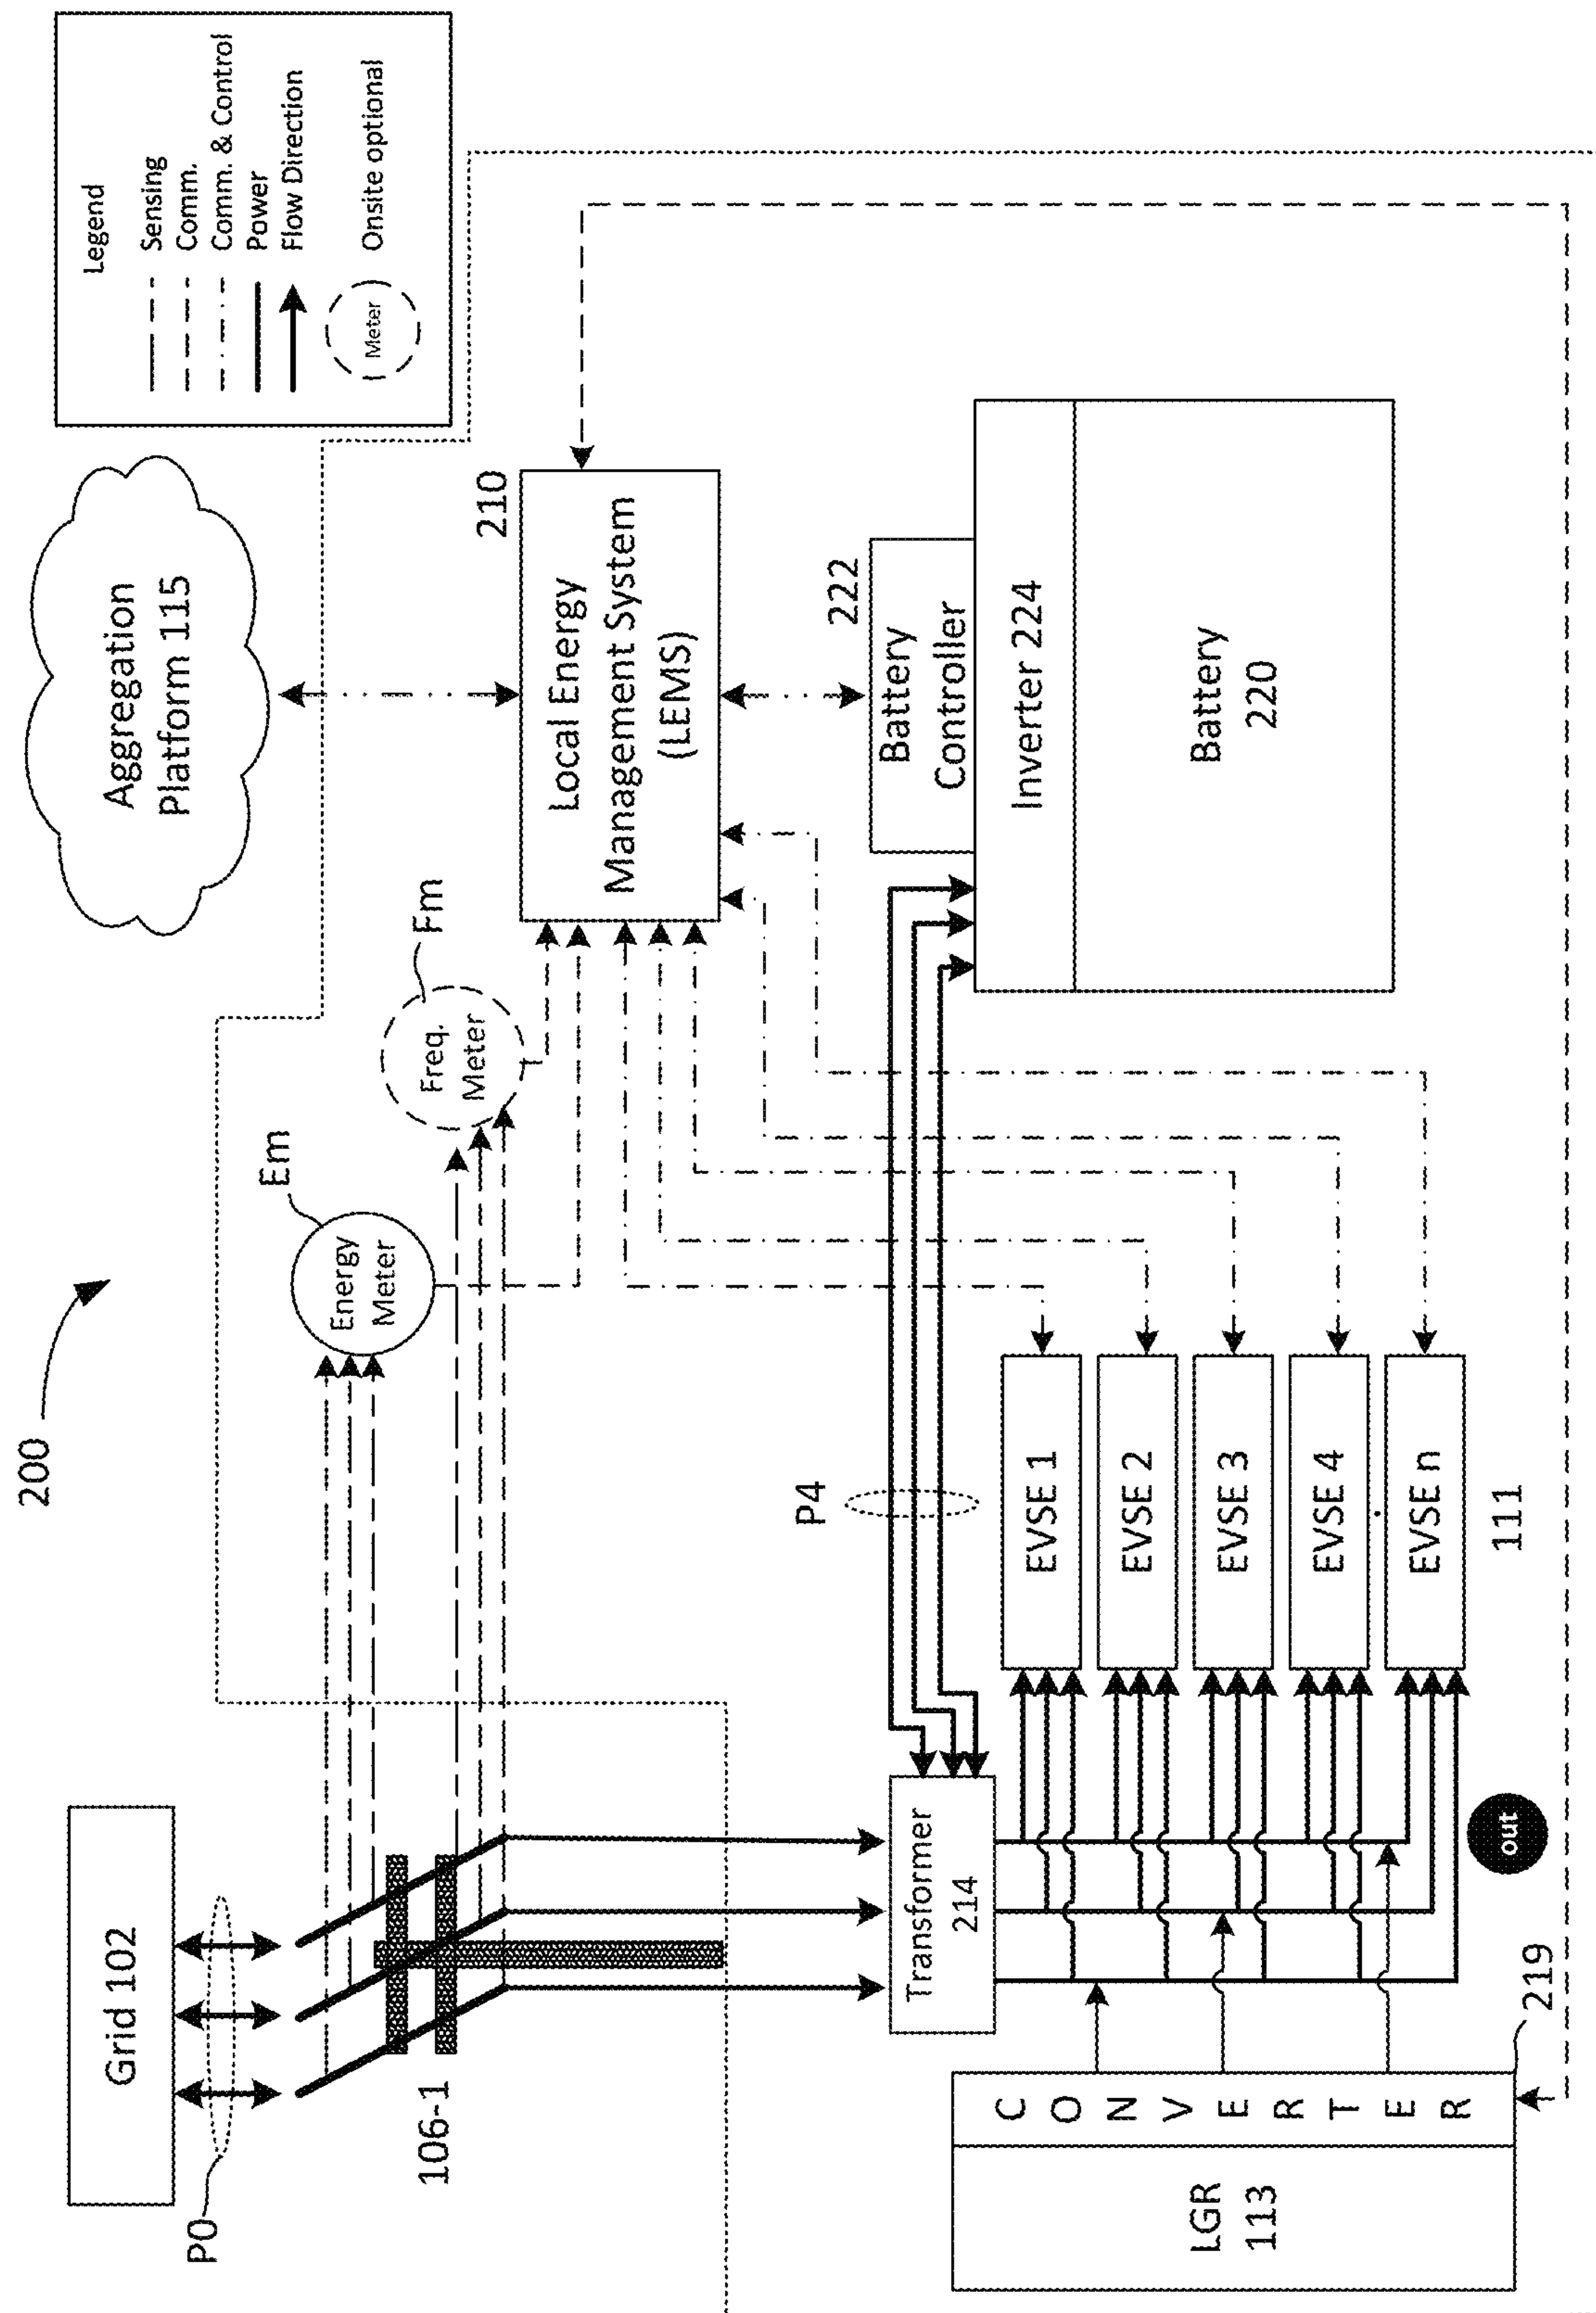 200
Grid 102
P0
106-1
Energy
Meter
Em
Freq.
Meter
Fm
Aggregation
Platform 115
Legend
Sensing
Comm.
Comm. & Control
Power
Flow Direction
Meter
Onsite optional
210
Local Energy
Management System
(LEMS)
222
Battery
Controller
Inverter 224
Battery
220
P4
Transformer
214
EVSE 1
EVSE 2
EVSE 3
EVSE 4
EVSE n
111
out
LGR
113
CONVERTER
219